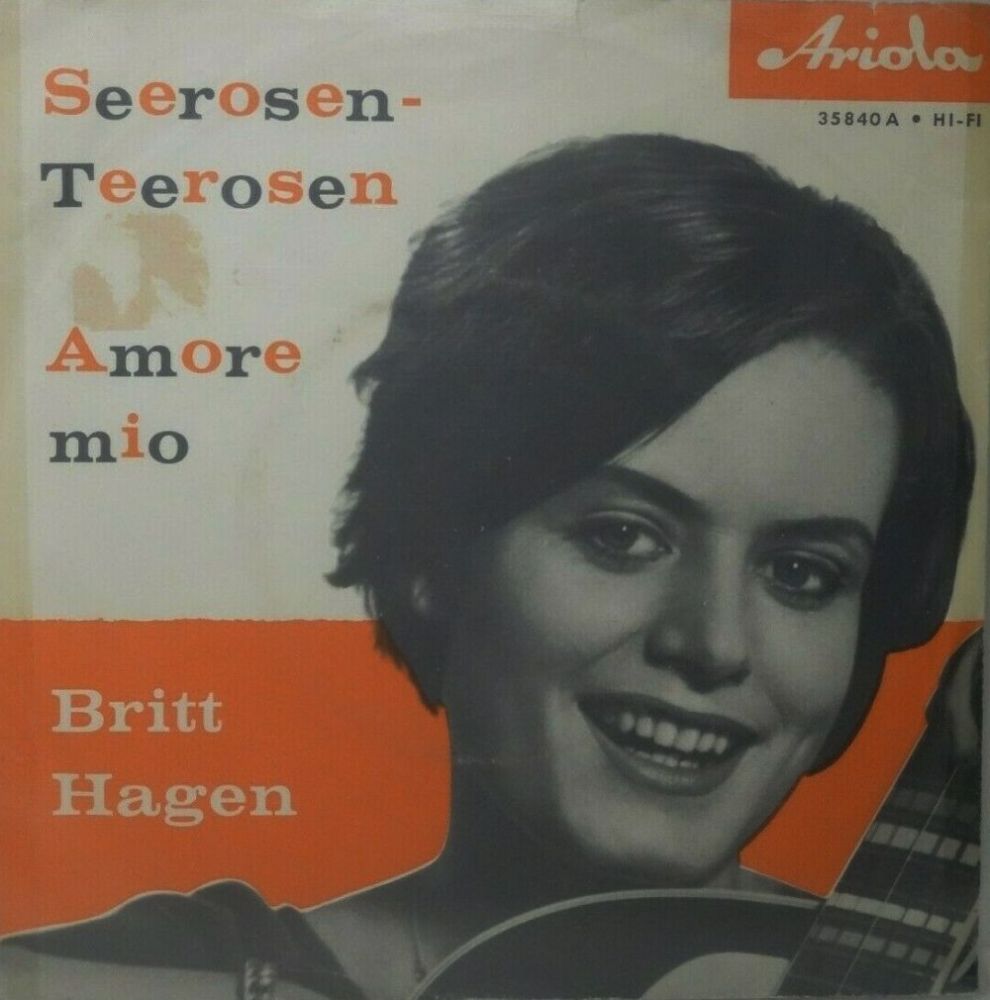 Ariola
35840 A • HI-FI
Seerosen-
Teerosen
Amore
mio
Britt
Hagen